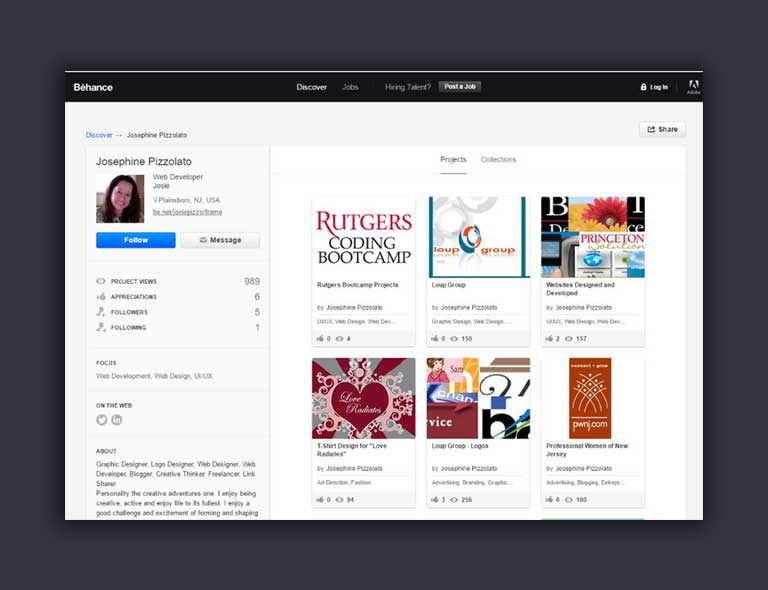 Bēhance
Discover Jobs Hiring Talent? Post a Job Log In
Adobe
Discover → Josephine Pizzolato
Share
Josephine Pizzolato
Web Developer
Josie
Plainsboro, NJ, USA
be.net/josiepizzo/frame
Follow Message
PROJECT VIEWS 989
APPRECIATIONS 6
FOLLOWERS 5
FOLLOWING 1
FOCUS
Web Development, Web Design, UI/UX
ON THE WEB
ABOUT
Graphic Designer, Logo Designer, Web Designer, Web
Developer, Blogger, Creative Thinker, Freelancer, Link
Sharer.
Personality the creative adventures one. I enjoy being
creative, active and enjoy life to its fullest. I enjoy a
good challenge and excitement of forming and shaping
Projects Collections
RUTGERS
CODING
BOOTCAMP
Rutgers Bootcamp Projects
by Josephine Pizzolato
UI/UX, Web Design, Web Dev...
0 4
loup group
Loup Group
by Josephine Pizzolato
Graphic Design, Web Design, ...
0 150
PRINCETON
Solution
Websites Designed and
Developed
by Josephine Pizzolato
UI/UX, Web Design, Web Dev...
2 157
Love
Radiates
T-Shirt Design for "Love
Radiates"
by Josephine Pizzolato
Art Direction, Fashion
0 94
Sam
chan
vice
Loup Group - Logos
by Josephine Pizzolato
Advertising, Branding, Graphic...
3 256
connect • grow
pwnj.com
Professional Women of New
Jersey
by Josephine Pizzolato
Advertising, Blogging, Entrepr...
0 100